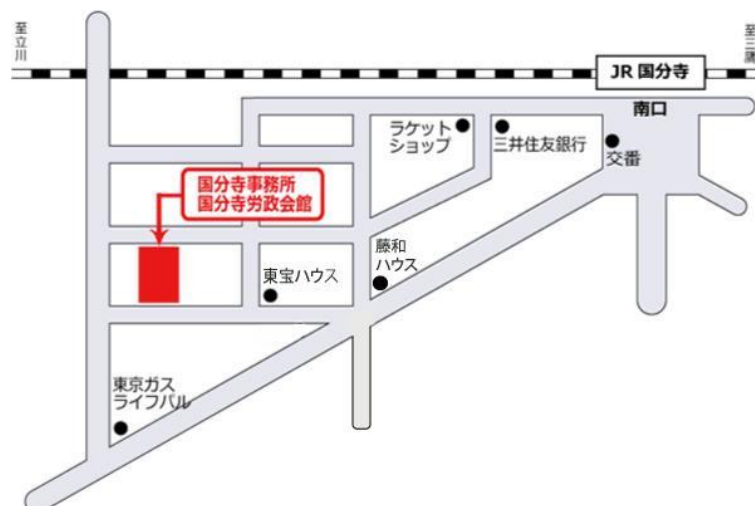 至立川
至三鷹
JR 国分寺
南口
ラケット
ショップ
三井住友銀行
交番
国分寺事務所
国分寺労政会館
藤和
ハウス
東宝ハウス
東京ガス
ライフバル